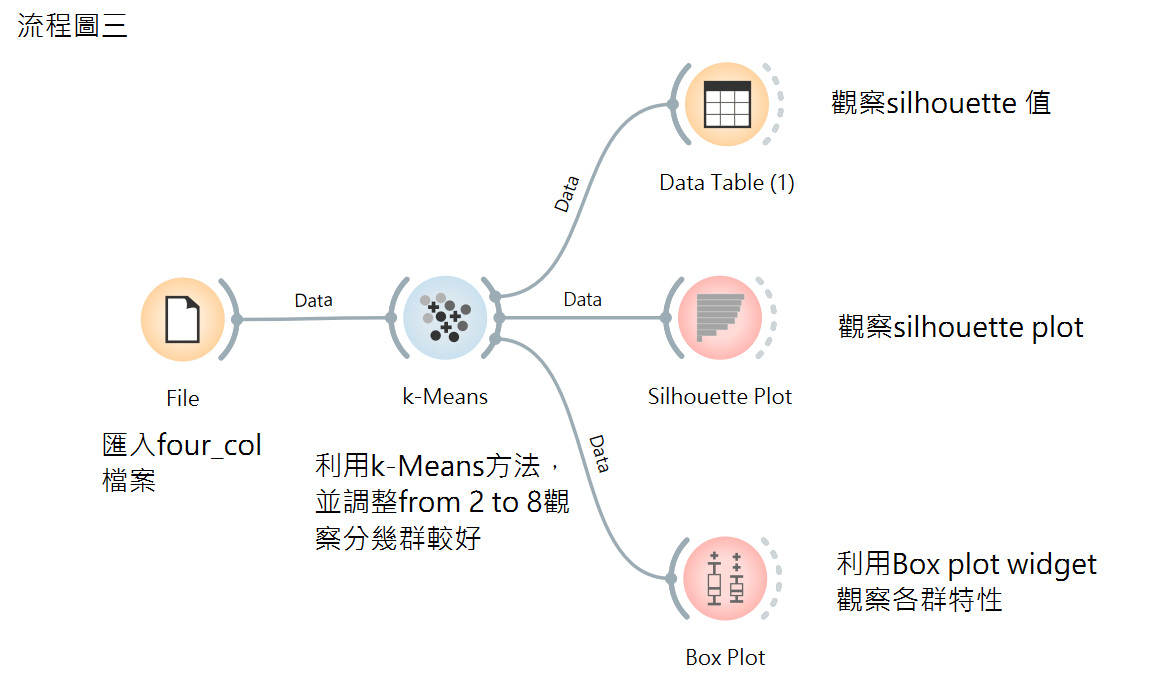 流程圖三
觀察silhouette 值
Data Table (1)
Data
Data
Data
觀察silhouette plot
File
k-Means
Silhouette Plot
匯入four_col
檔案
利用k-Means方法，
並調整from 2 to 8觀
察分幾群較好
Data
利用Box plot widget
觀察各群特性
Box Plot